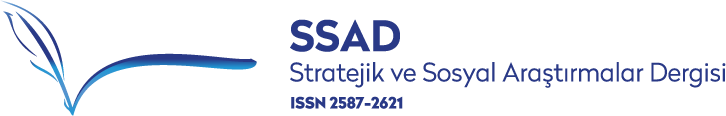 SSAD
Stratejik ve Sosyal Araştırmalar Dergisi
ISSN 2587-2621